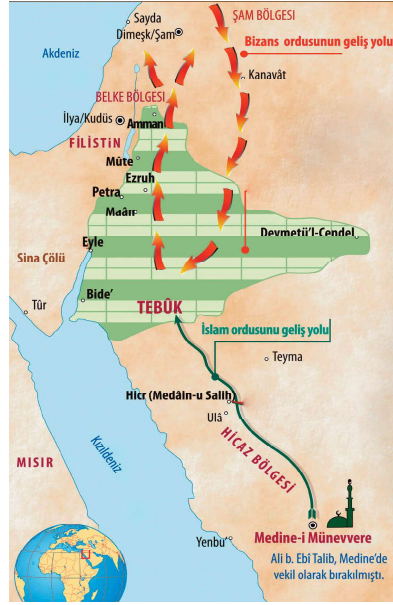 ŞAM BÖLGESİ
Sayda
Dimeşk/Şam
Akdeniz
Bizans ordusunun geliş yolu
Kanavât
BELKE BÖLGESİ
İlya/Kudüs
Amman
FİLİSTİN
Mûte
Ezruh
Petra
Maân
Devmetü’l-Cendel
Eyle
Sina Çölü
Bide’
Tûr
TEBÛK
İslam ordusunu geliş yolu
Teyma
Hicr (Medâin-u Salih)
Ulâ
HİCAZ BÖLGESİ
Kızıldeniz
MISIR
Yenbu’
Medine-i Münevvere
Ali b. Ebî Talib, Medine’de
vekil olarak bırakılmıştı.